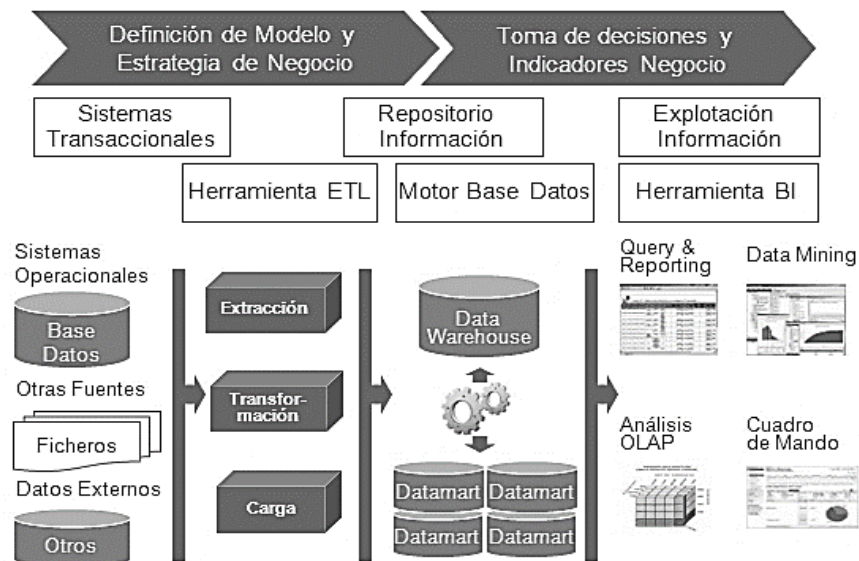 Definición de Modelo y
Estrategia de Negocio
Toma de decisiones y
Indicadores Negocio
Sistemas
Transaccionales
Repositorio
Información
Explotación
Información
Herramienta ETL
Motor Base Datos
Herramienta BI
Sistemas
Operacionales
Base
Datos
Otras Fuentes
Ficheros
Datos Externos
Otros
Extracción
Transfor-
mación
Carga
Data
Warehouse
Datamart
Datamart
Datamart
Datamart
Query &
Reporting
Data Mining
Análisis
OLAP
Cuadro
de Mando